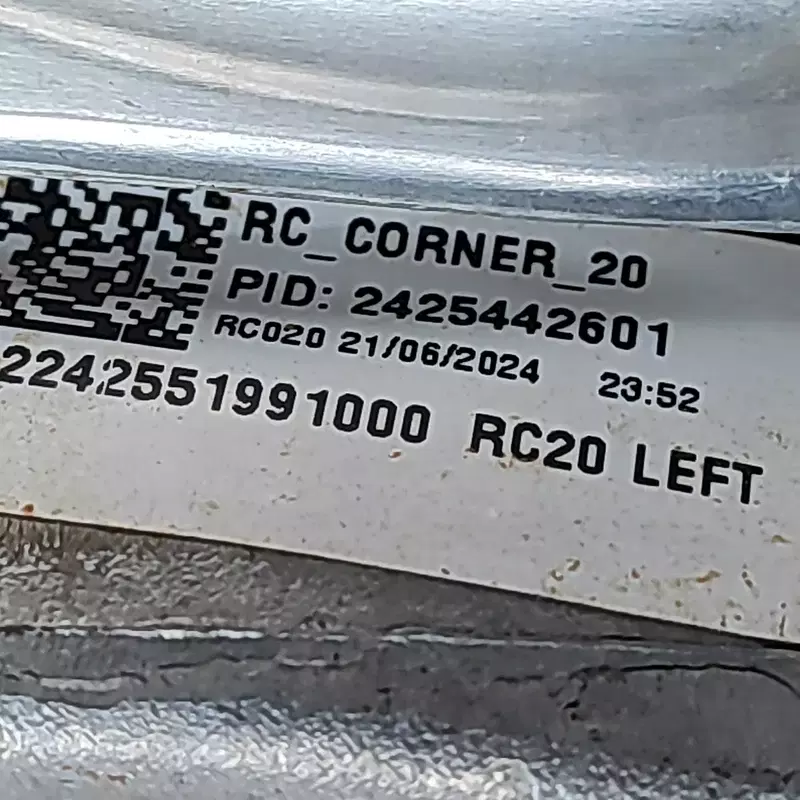 RC_CORNER_20
PID: 2425442601
RC020 21/06/2024 23:52
2242551991000 RC20 LEFT